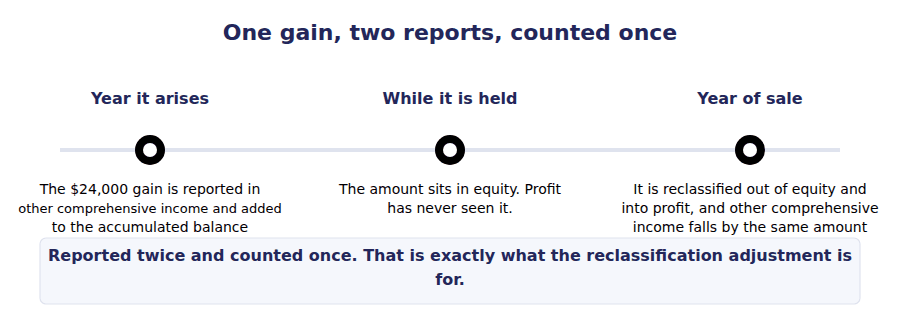 One gain, two reports, counted once
Year it arises
While it is held
Year of sale
The $24,000 gain is reported in
other comprehensive income and added
to the accumulated balance
The amount sits in equity. Profit
has never seen it.
It is reclassified out of equity and
into profit, and other comprehensive
income falls by the same amount
Reported twice and counted once. That is exactly what the reclassification adjustment is
for.